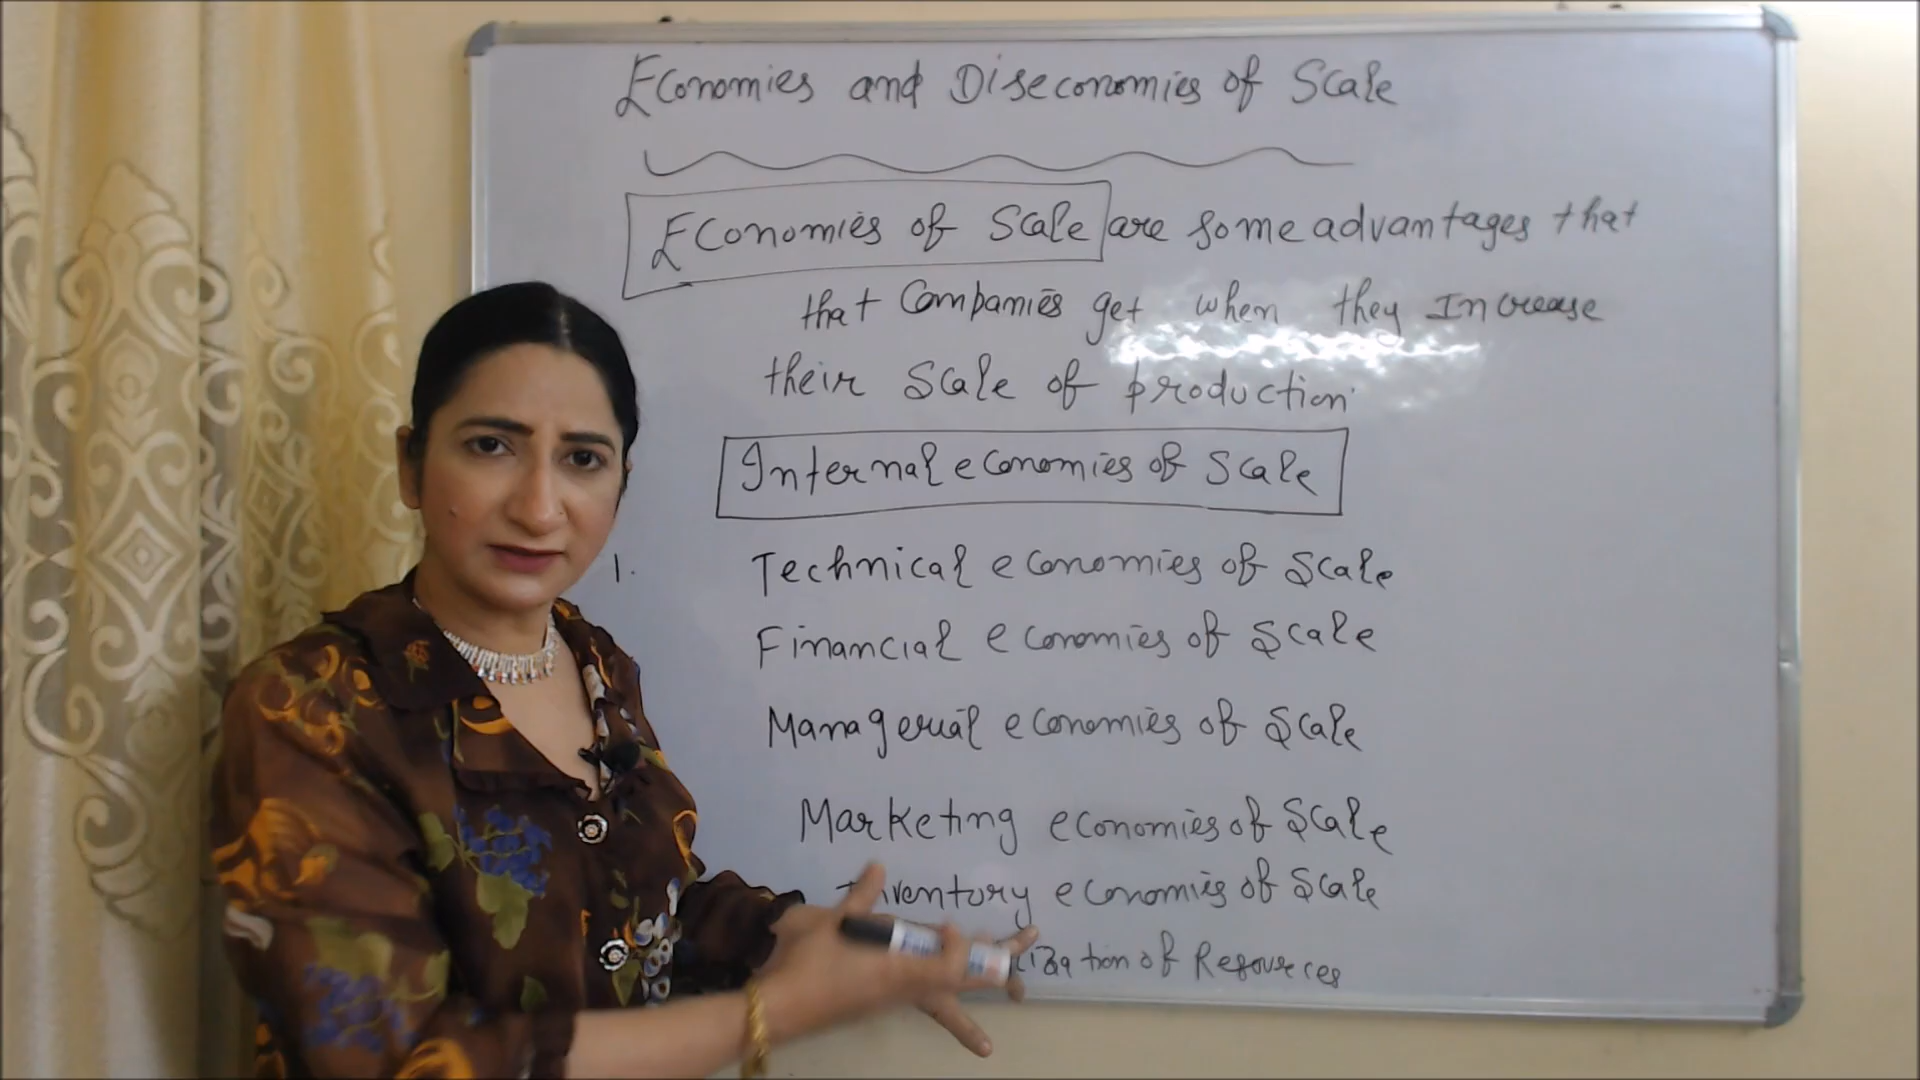 Economies and Diseconomies of Scale
Economies of Scale are some advantages that
that Companies get when they Increase
their Scale of production
Internal economies of Scale
1. Technical economies of Scale
Financial economies of Scale
Managerial economies of Scale
Marketing economies of Scale
economies of Scale
of Resources